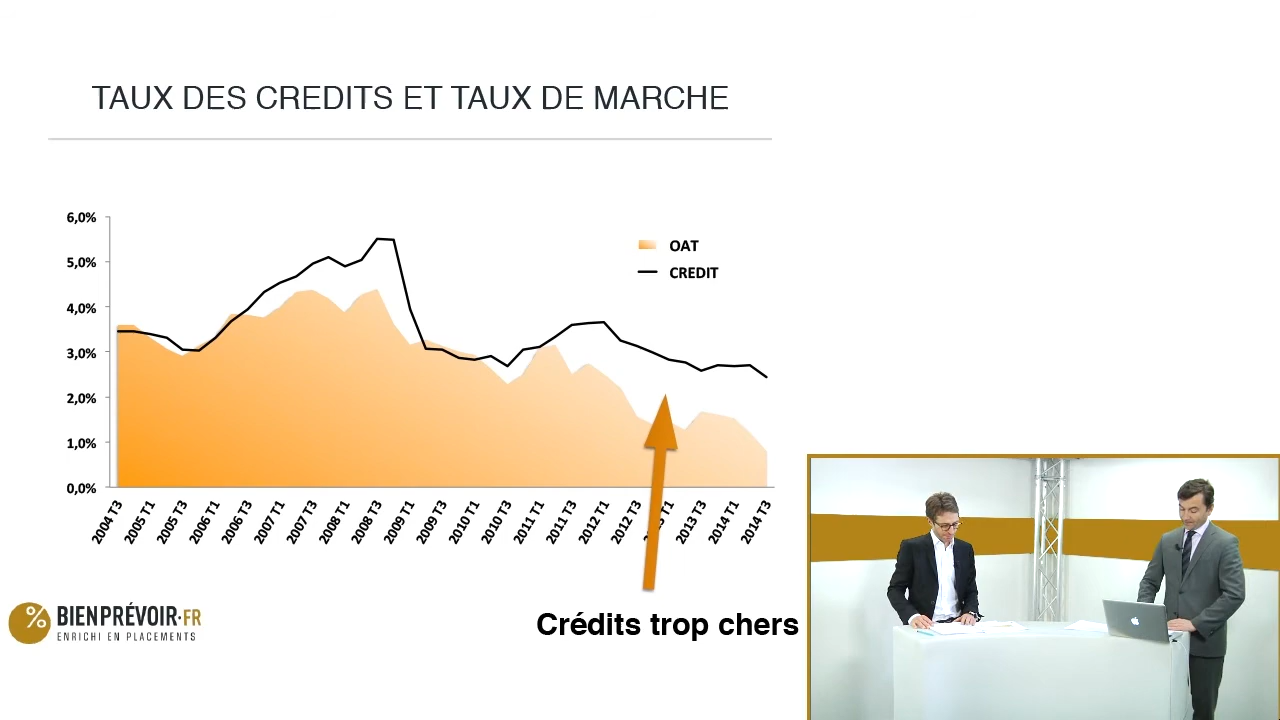 TAUX DES CREDITS ET TAUX DE MARCHE
6,0%
5,0%
4,0%
3,0%
2,0%
1,0%
0,0%
OAT
CREDIT
2004 T3
2005 T1
2005 T3
2006 T1
2006 T3
2007 T1
2007 T3
2008 T1
2008 T3
2009 T1
2009 T3
2010 T1
2010 T3
2011 T1
2011 T3
2012 T1
2012 T3
T1
2013 T3
2014 T1
2014 T3
Crédits trop chers
%
BIENPRÉVOIR·FR
ENRICHI EN PLACEMENTS